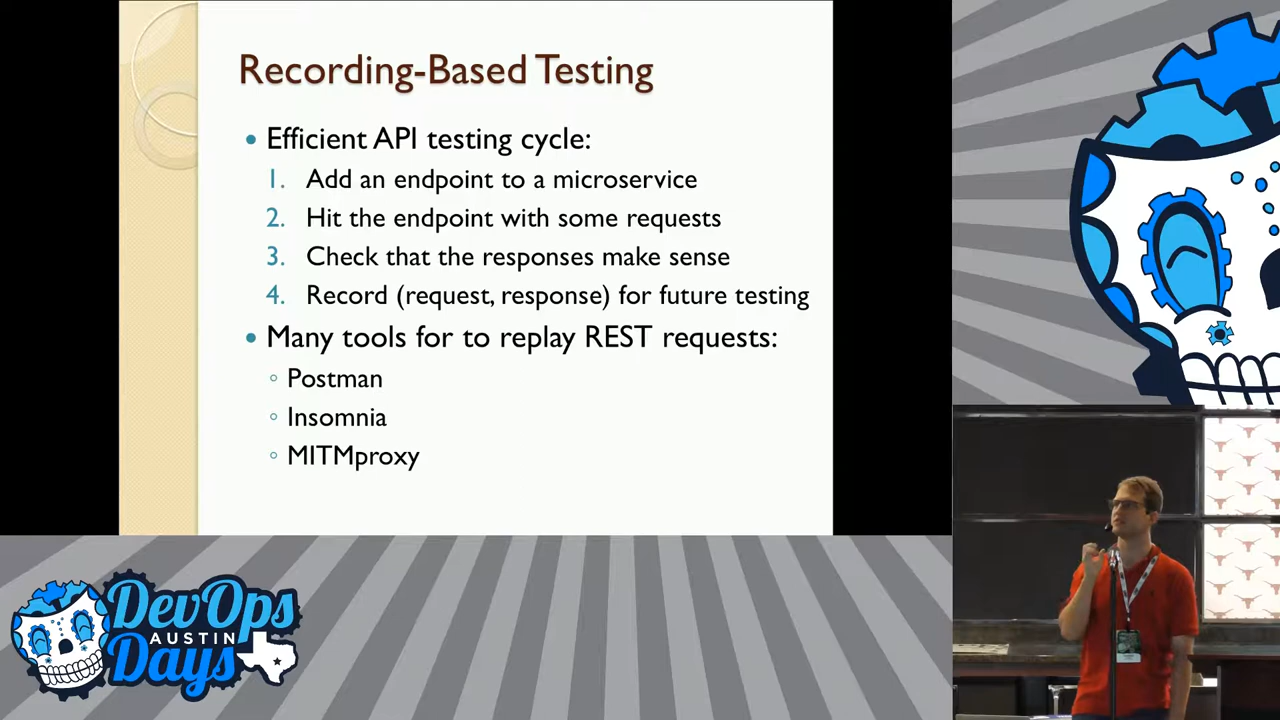 Recording-Based Testing
• Efficient API testing cycle:
1. Add an endpoint to a microservice
2. Hit the endpoint with some requests
3. Check that the responses make sense
4. Record (request, response) for future testing
• Many tools for to replay REST requests:
◦ Postman
◦ Insomnia
◦ MITMproxy
DevOps
AUSTIN
Days